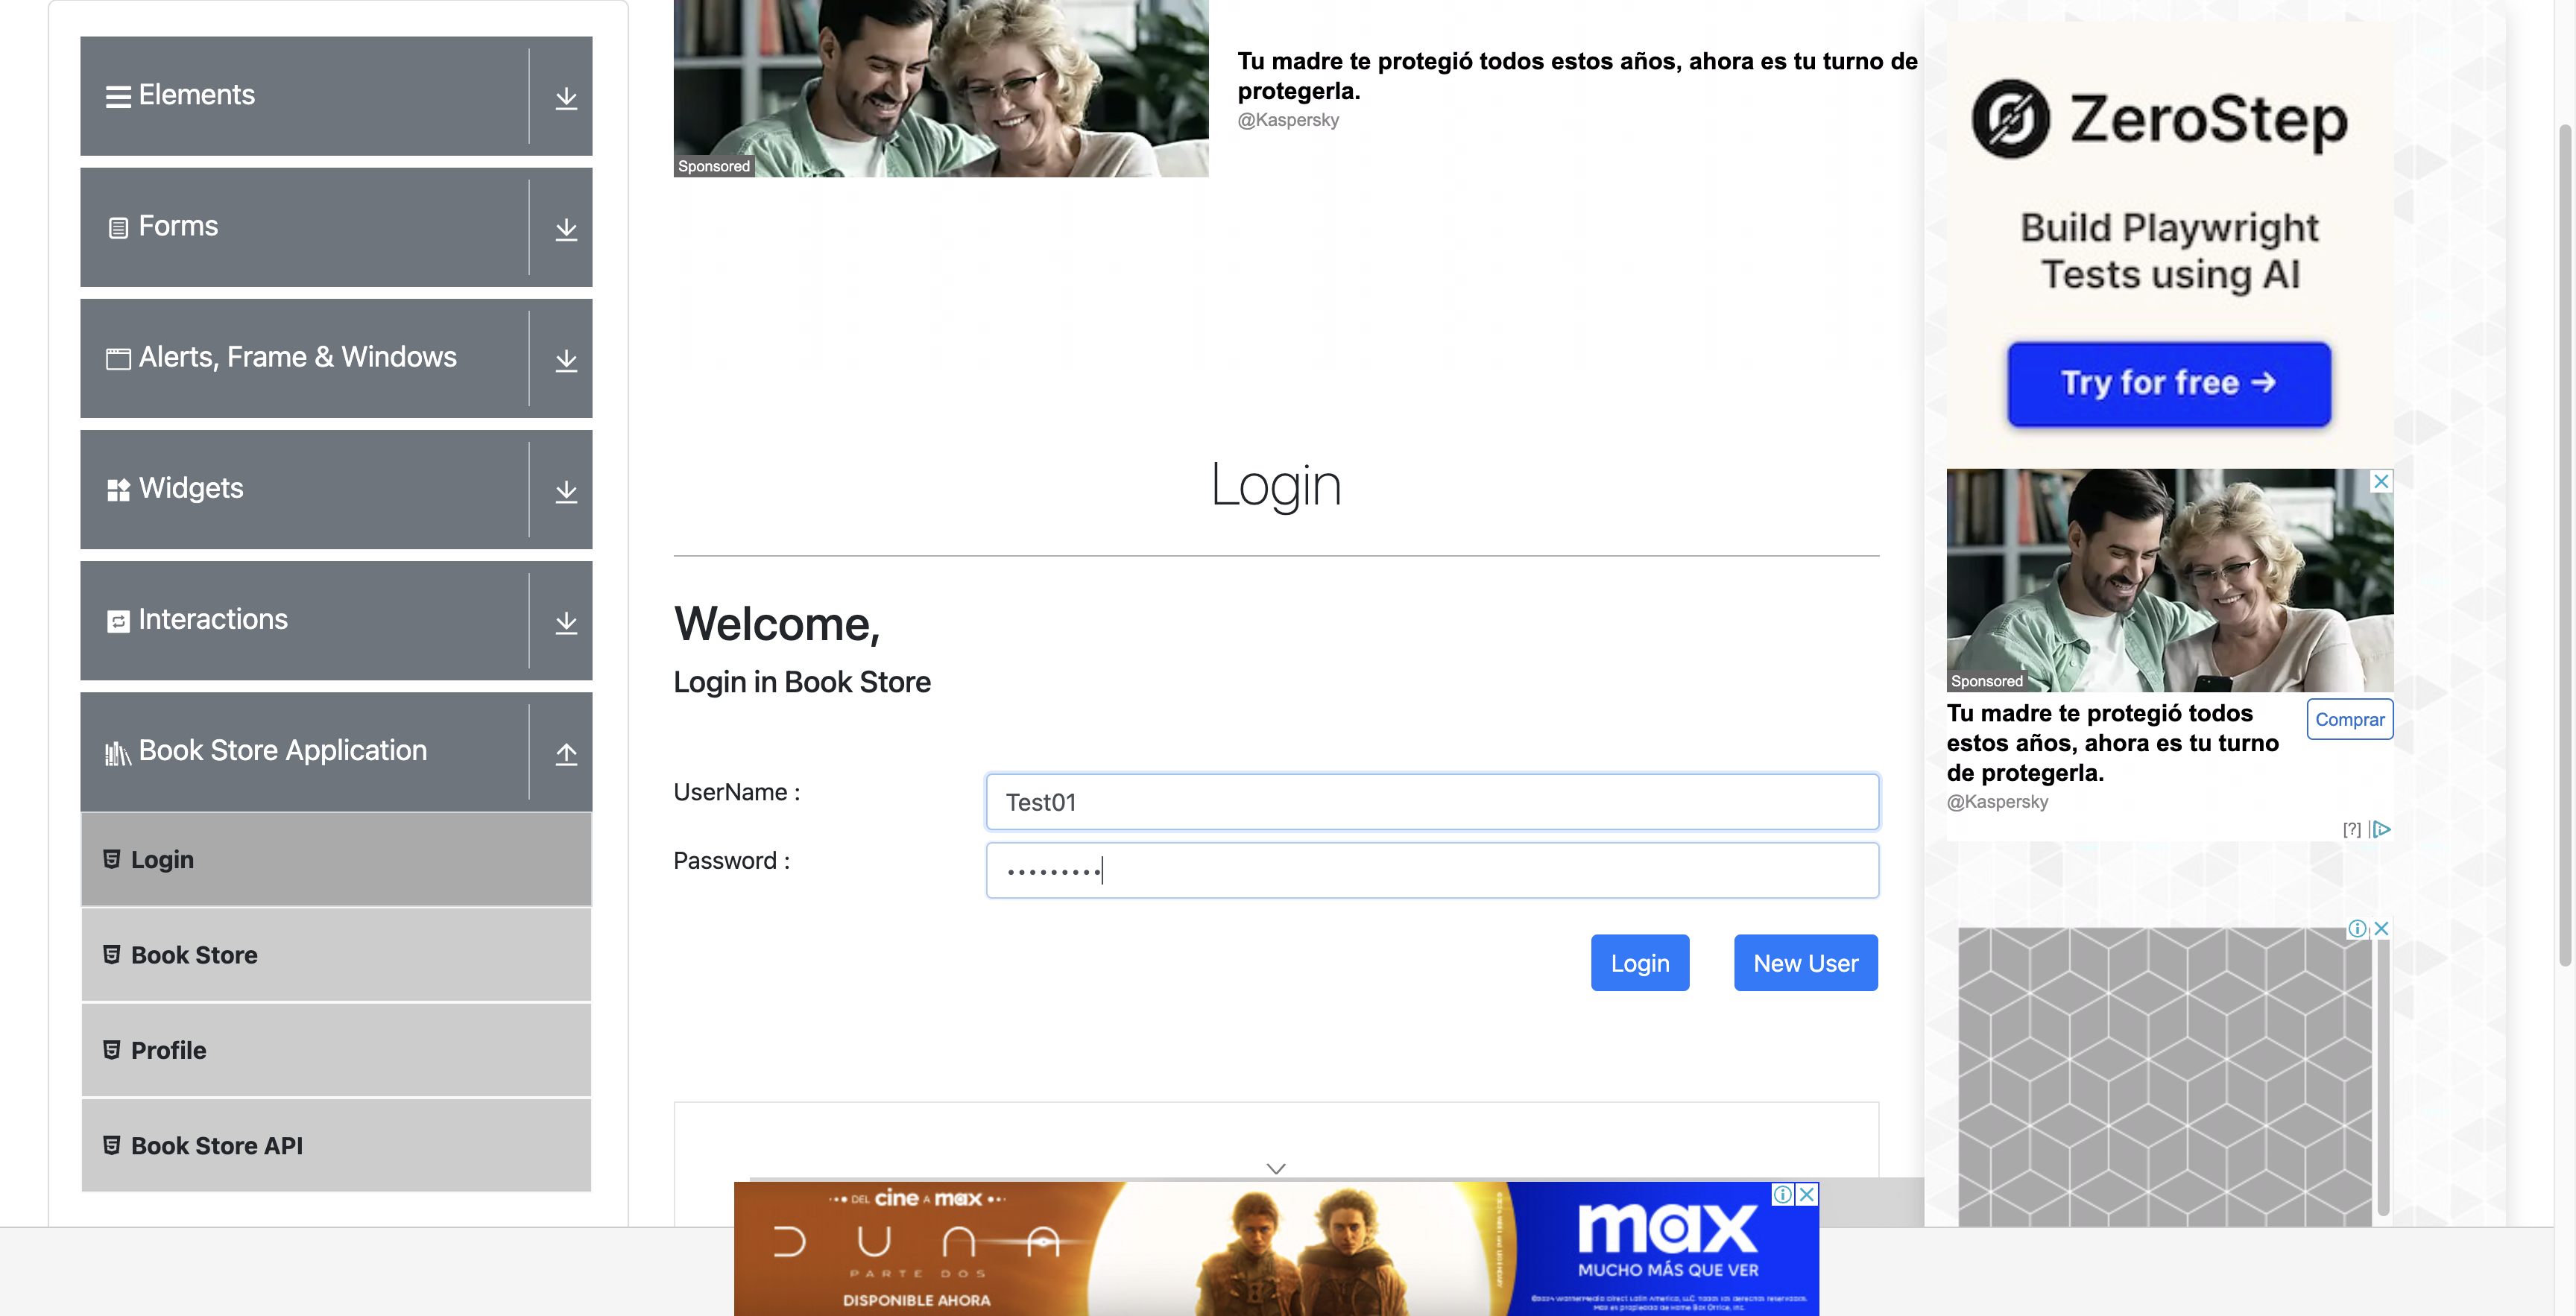 Elements
Forms
Alerts, Frame & Windows
Widgets
Interactions
Book Store Application
Login
Book Store
Profile
Book Store API
Sponsored
Tu madre te protegió todos estos años, ahora es tu turno de
protegerla.
@Kaspersky
Login
Welcome,
Login in Book Store
UserName :
Test01
Password :
Login
New User
ZeroStep
Build Playwright
Tests using AI
Try for free →
Sponsored
Tu madre te protegió todos
estos años, ahora es tu turno
de protegerla.
Comprar
@Kaspersky
[?]
DEL cine A max
DUNA
PARTE DOS
DISPONIBLE AHORA
max
MUCHO MÁS QUE VER